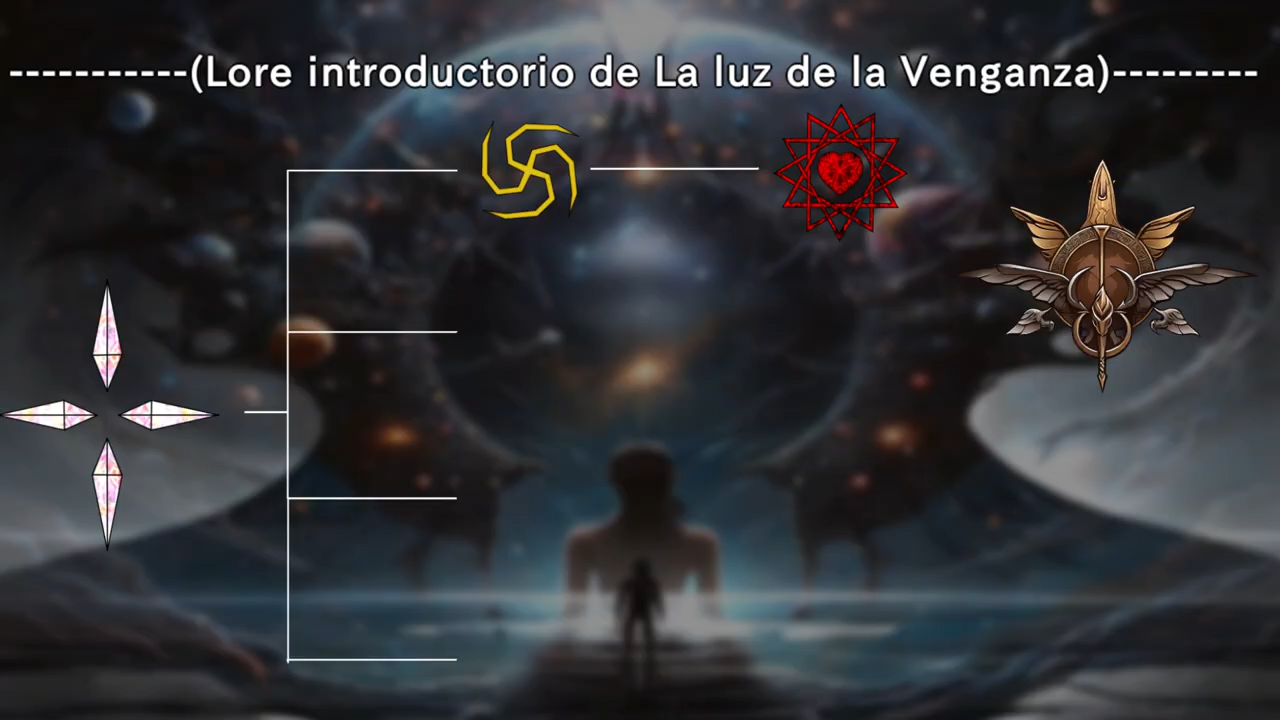 -----------(Lore introductorio de La luz de la Venganza)---------